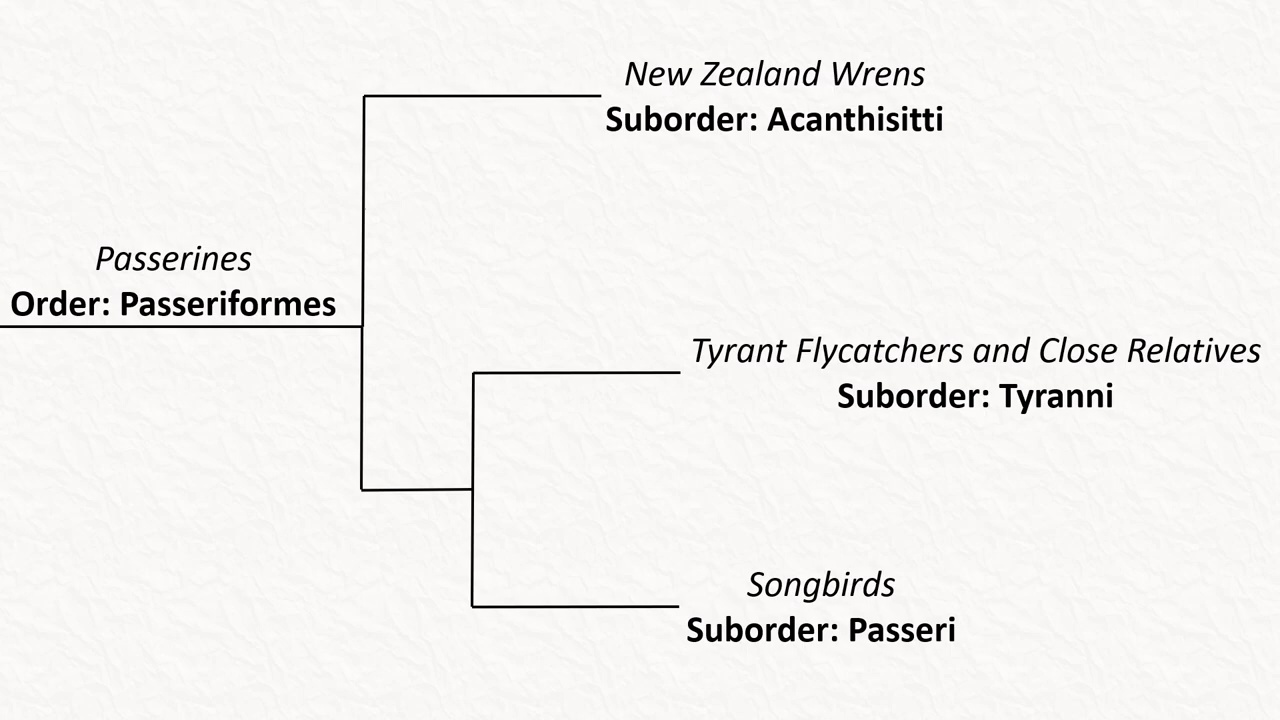 New Zealand Wrens
Suborder: Acanthisitti
Passerines
Order: Passeriformes
Tyrant Flycatchers and Close Relatives
Suborder: Tyranni
Songbirds
Suborder: Passeri